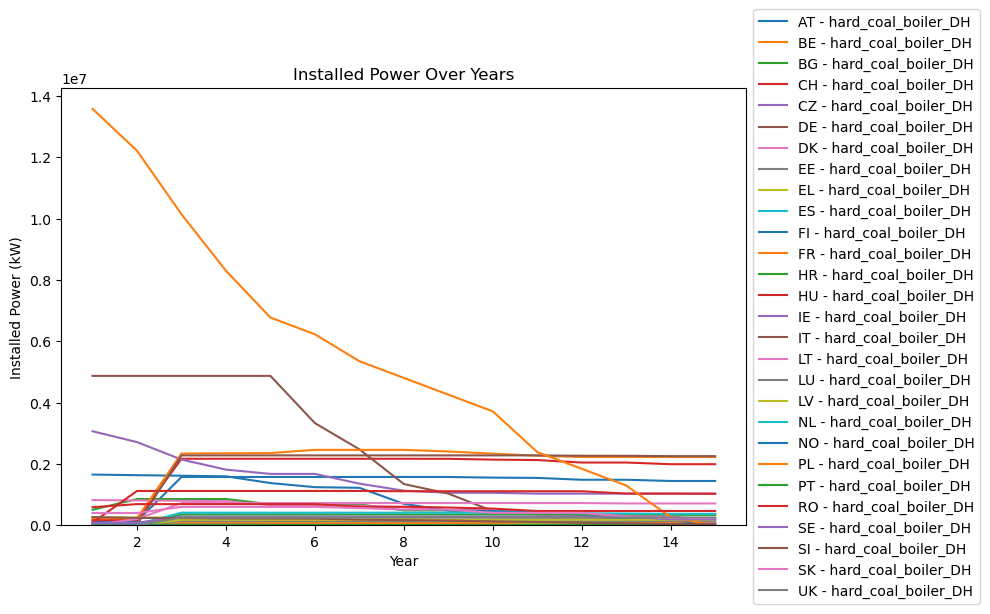 Installed Power Over Years
1e7
1.4
1.2
1.0
0.8
0.6
0.4
0.2
0.0
Installed Power (kW)
2
4
6
8
10
12
14
Year
AT - hard_coal_boiler_DH
BE - hard_coal_boiler_DH
BG - hard_coal_boiler_DH
CH - hard_coal_boiler_DH
CZ - hard_coal_boiler_DH
DE - hard_coal_boiler_DH
DK - hard_coal_boiler_DH
EE - hard_coal_boiler_DH
EL - hard_coal_boiler_DH
ES - hard_coal_boiler_DH
FI - hard_coal_boiler_DH
FR - hard_coal_boiler_DH
HR - hard_coal_boiler_DH
HU - hard_coal_boiler_DH
IE - hard_coal_boiler_DH
IT - hard_coal_boiler_DH
LT - hard_coal_boiler_DH
LU - hard_coal_boiler_DH
LV - hard_coal_boiler_DH
NL - hard_coal_boiler_DH
NO - hard_coal_boiler_DH
PL - hard_coal_boiler_DH
PT - hard_coal_boiler_DH
RO - hard_coal_boiler_DH
SE - hard_coal_boiler_DH
SI - hard_coal_boiler_DH
SK - hard_coal_boiler_DH
UK - hard_coal_boiler_DH